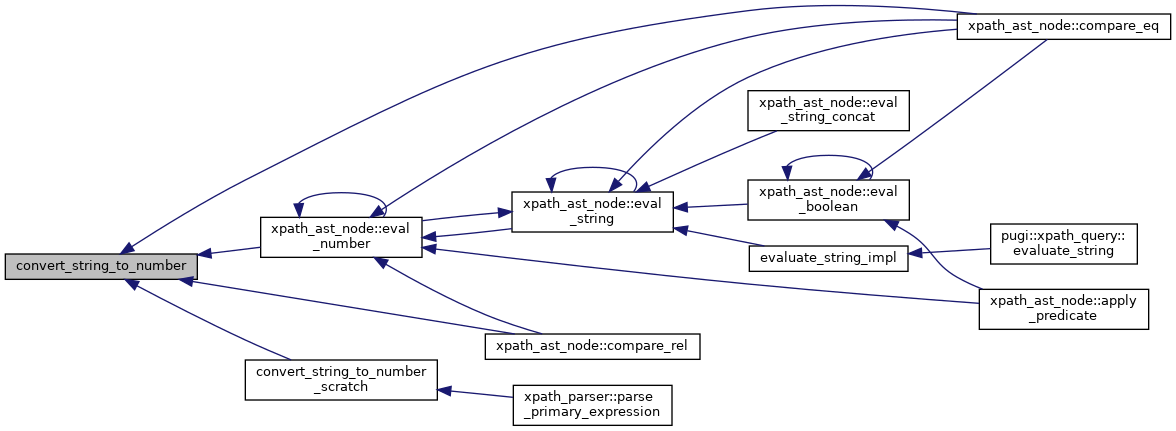 xpath_ast_node::compare_eq
xpath_ast_node::eval
_string_concat
xpath_ast_node::eval
_boolean
xpath_ast_node::eval
_string
xpath_ast_node::eval
_number
pugi::xpath_query::
evaluate_string
evaluate_string_impl
convert_string_to_number
xpath_ast_node::apply
_predicate
xpath_ast_node::compare_rel
convert_string_to_number
_scratch
xpath_parser::parse
_primary_expression